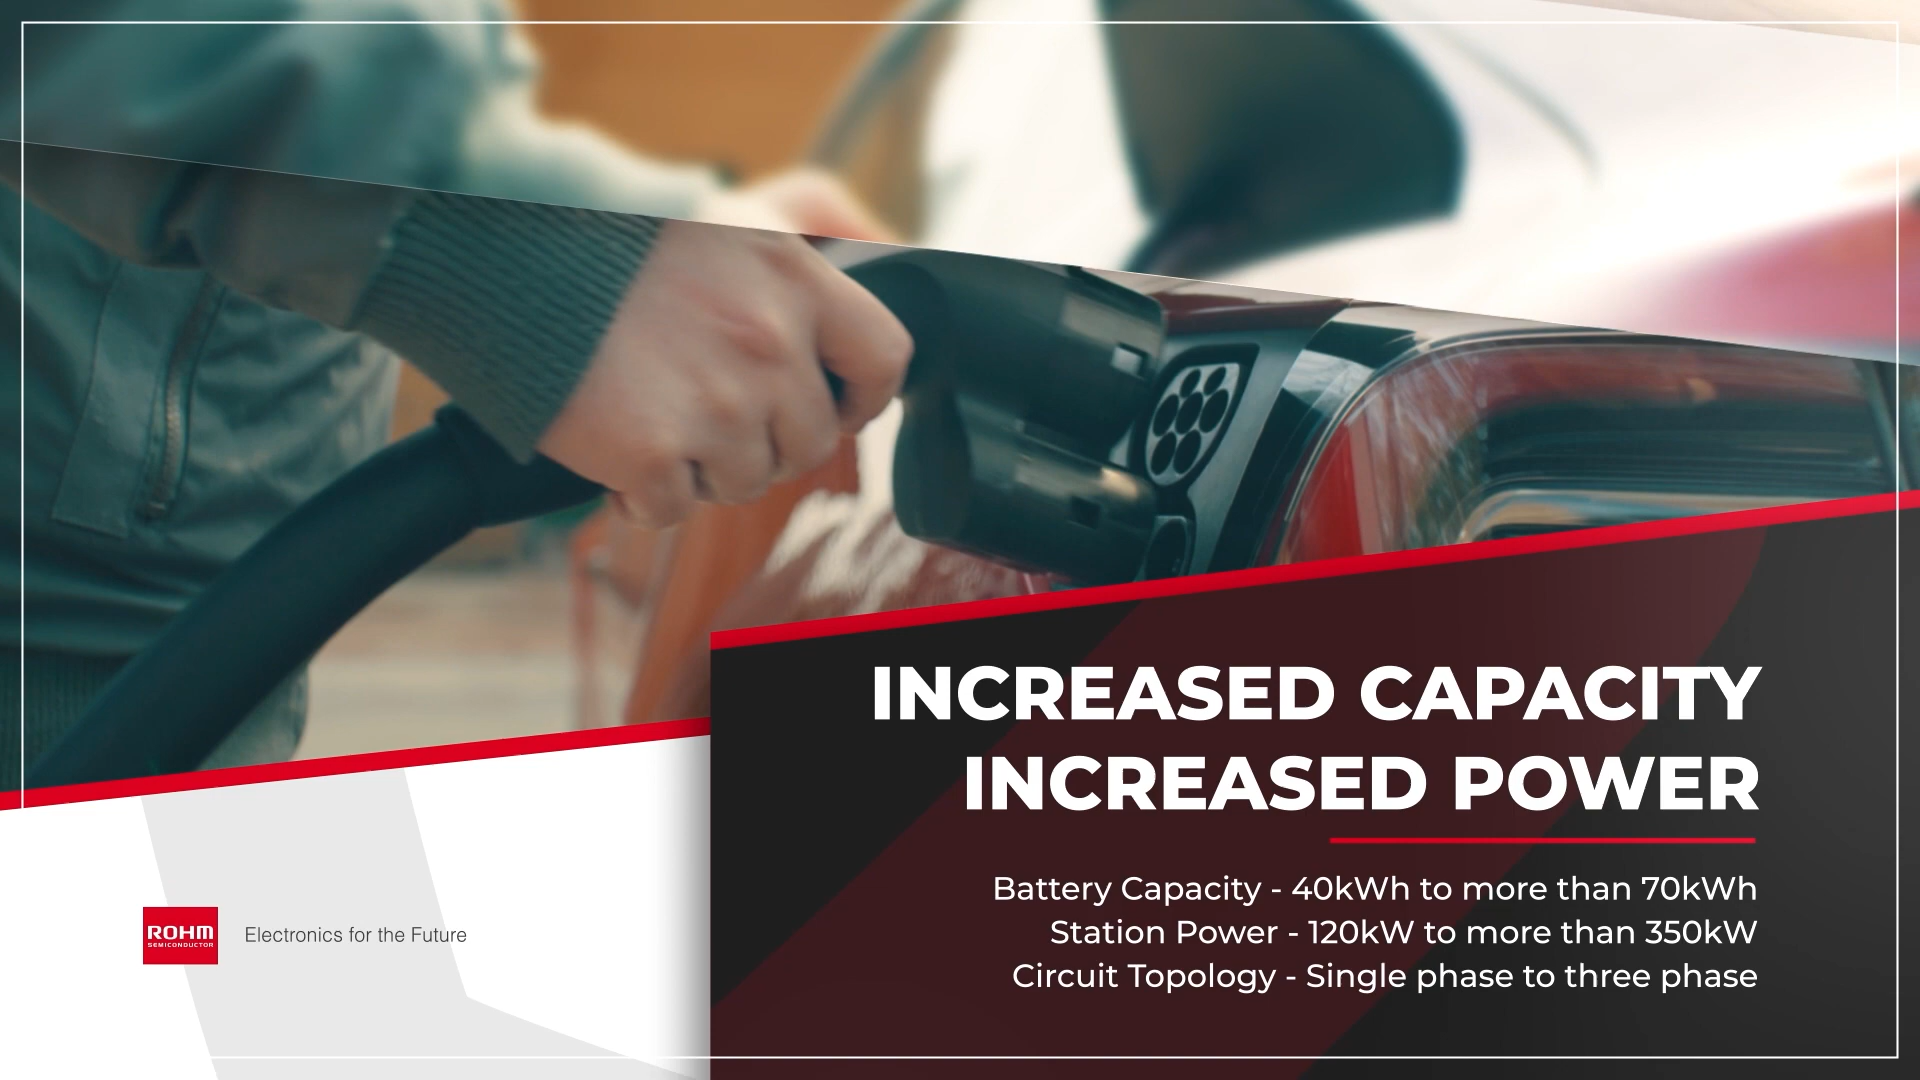 INCREASED CAPACITY
INCREASED POWER
Battery Capacity - 40kWh to more than 70kWh
Station Power - 120kW to more than 350kW
Circuit Topology - Single phase to three phase
ROHM
SEMICONDUCTOR
Electronics for the Future